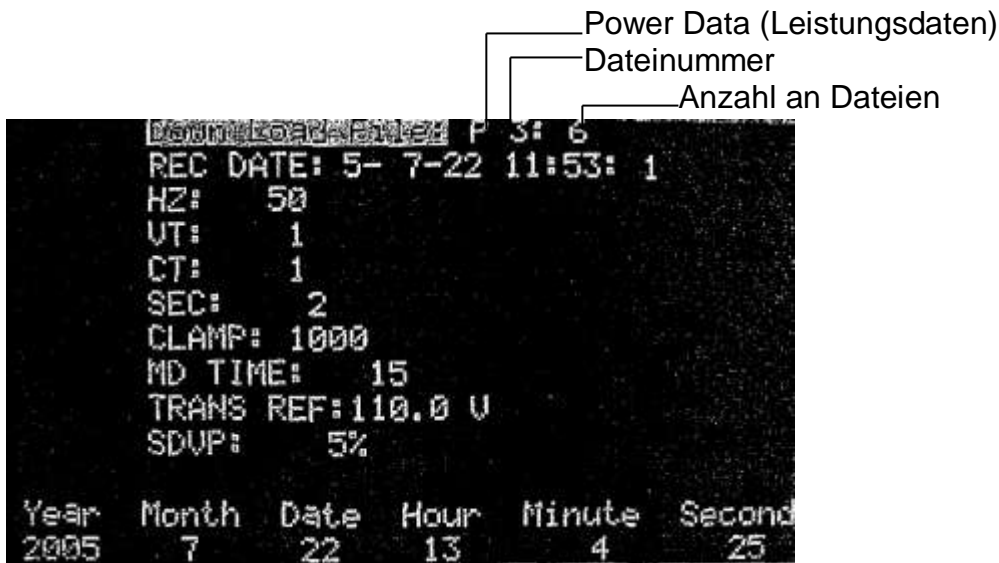 Power Data (Leistungsdaten)
Dateinummer
Anzahl an Dateien
Download File: P 3: 6
REC DATE: 5- 7-22 11:53: 1
HZ: 50
VT: 1
CT: 1
SEC: 2
CLAMP: 1000
MD TIME: 15
TRANS REF:110.0 V
SDVP: 5%
Year Month Date Hour Minute Second
2005 7 22 13 4 25